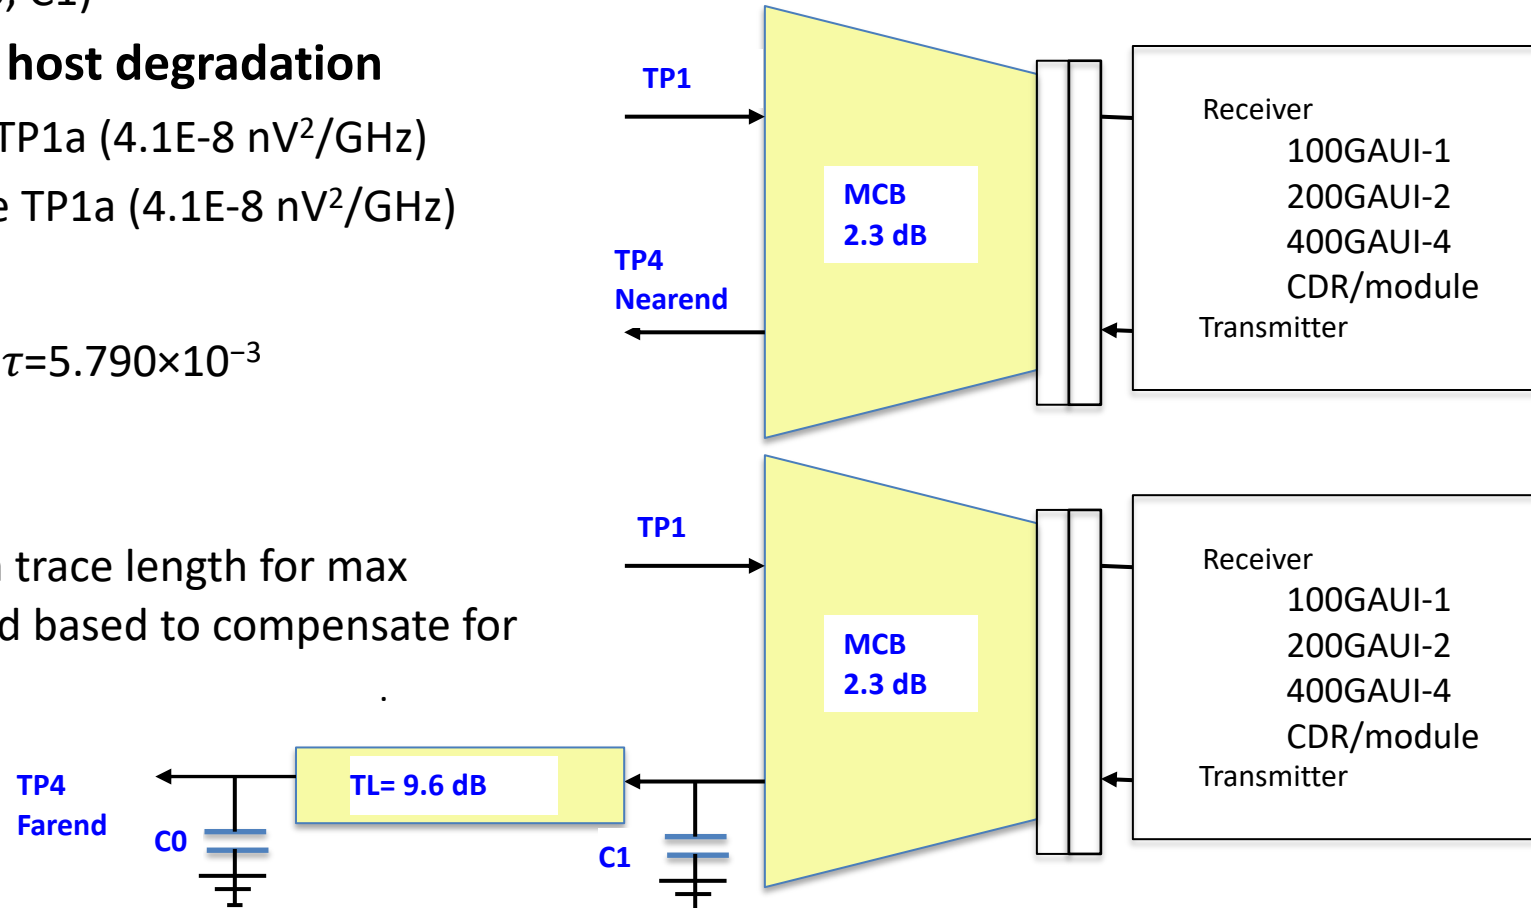 , C1)
host degradation
TP1a (4.1E-8 nV²/GHz)
e TP1a (4.1E-8 nV²/GHz)
𝜏=5.790×10⁻³
trace length for max
d based to compensate for
.
TP1
MCB
2.3 dB
TP4
Nearend
Receiver
100GAUI-1
200GAUI-2
400GAUI-4
CDR/module
Transmitter
TP1
MCB
2.3 dB
Receiver
100GAUI-1
200GAUI-2
400GAUI-4
CDR/module
Transmitter
TP4
Farend
TL= 9.6 dB
C0
C1